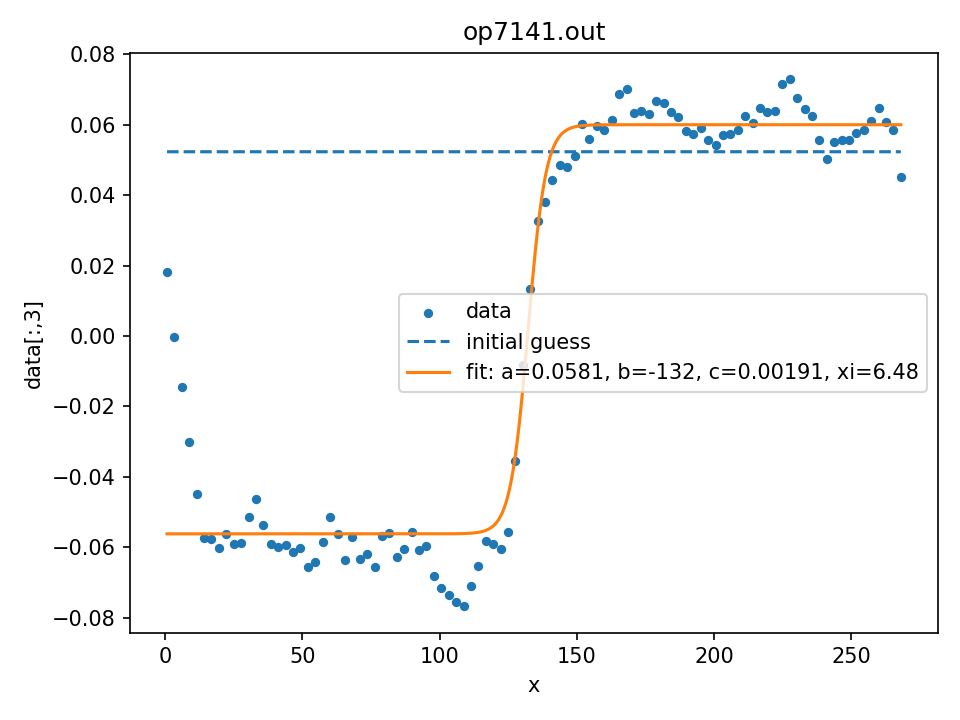 op7141.out
0.08
0.06
0.04
0.02
0.00
−0.02
−0.04
−0.06
−0.08
data[:,3]
data
initial guess
fit: a=0.0581, b=-132, c=0.00191, xi=6.48
0 50 100 150 200 250
x